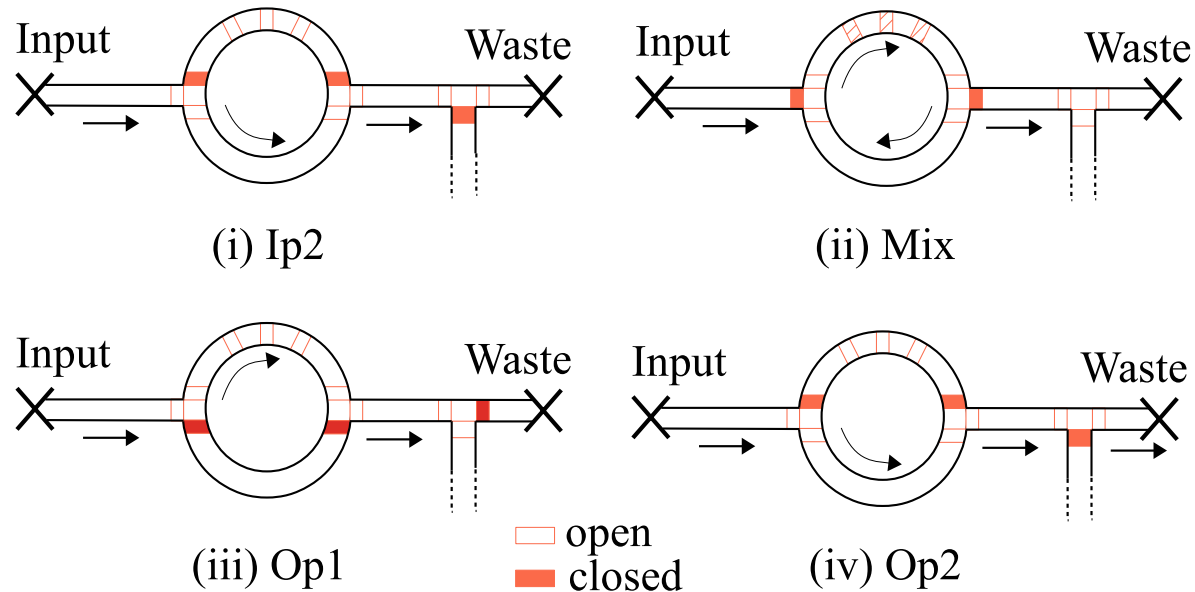 Input
Waste
Input
Waste
(i) Ip2
(ii) Mix
Input
Waste
Input
Waste
(iii) Op1
open
closed
(iv) Op2